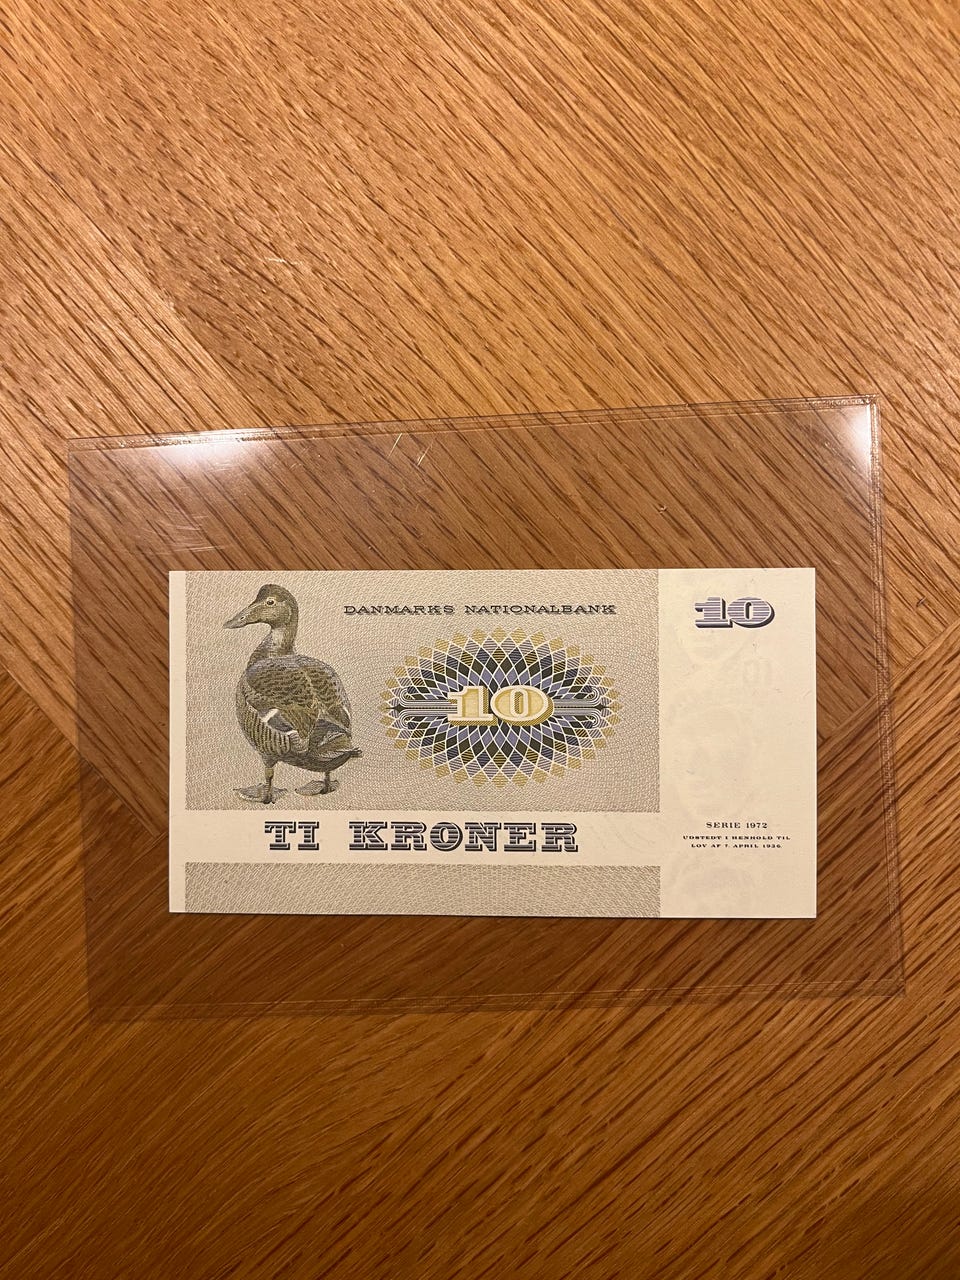 DANMARKS NATIONALBANK
10
10
TI KRONER
SERIE 1972
UDSTEDT I HENHOLD TIL
LOV AF 7. APRIL 1936